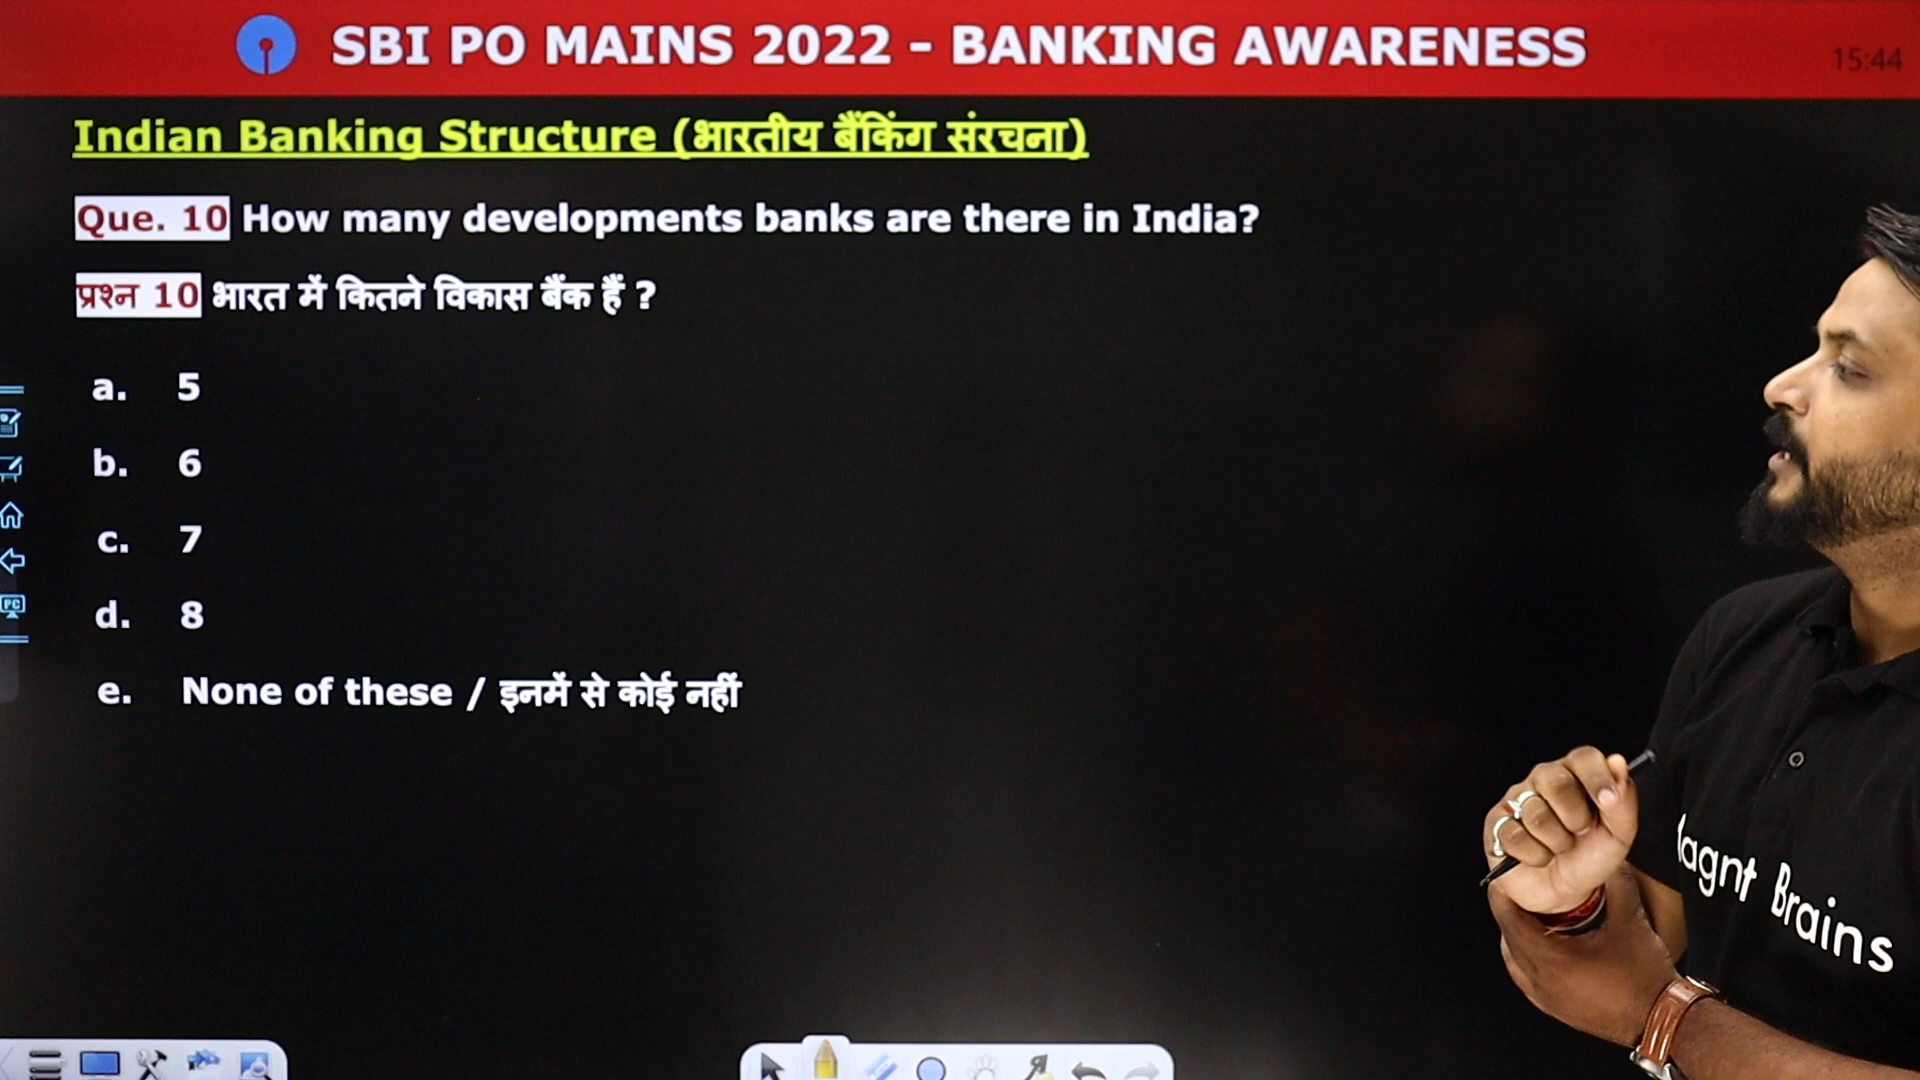 SBI PO MAINS 2022 - BANKING AWARENESS
15:44
Indian Banking Structure (भारतीय बैंकिंग संरचना)
Que. 10 How many developments banks are there in India?
प्रश्न 10 भारत में कितने विकास बैंक हैं ?
a. 5
b. 6
c. 7
d. 8
e. None of these / इनमें से कोई नहीं
PC
Brains